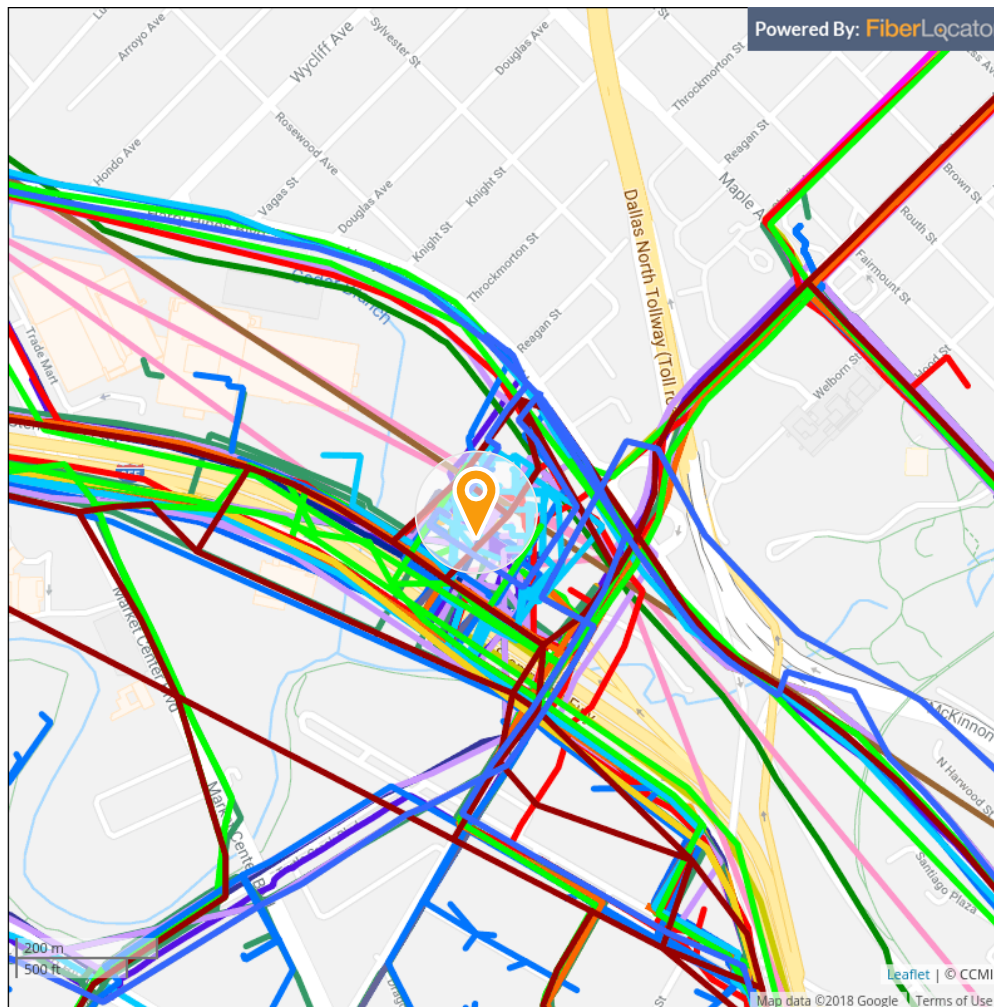 Powered By: FiberLocato
Arroyo Ave
Wycliff Ave
Sylvester St
Douglas Ave
Throckmorton St
Hondo Ave
Rosewood Ave
Vagas St
Douglas Ave
Knight St
Knight St
Throckmorton St
Reagan St
Reagan St
Maple A
Brown St
Routh St
Fairmount St
Hood St
Welborn St
Dallas North Tollway (Toll ro
Trade Mart
Market Center Blvd
Market Center B
McKinnon
N Harwood St
Santiago Plaza
200 m
500 ft
Leaflet | © CCMI
Map data ©2018 Google
Terms of Use